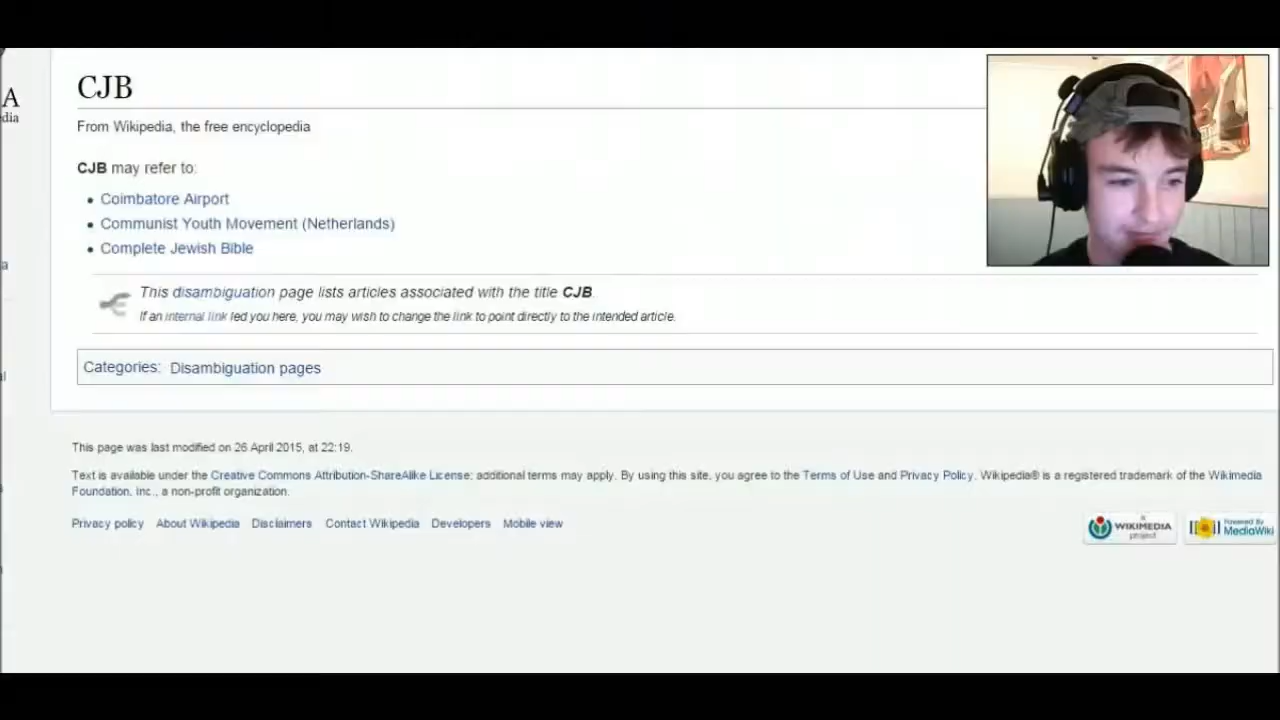 A
dia
CJB
From Wikipedia, the free encyclopedia
CJB may refer to:
Coimbatore Airport
Communist Youth Movement (Netherlands)
Complete Jewish Bible
a
This disambiguation page lists articles associated with the title CJB.
If an internal link led you here, you may wish to change the link to point directly to the intended article.
Categories: Disambiguation pages
al
This page was last modified on 26 April 2015, at 22:19.
Text is available under the Creative Commons Attribution-ShareAlike License; additional terms may apply. By using this site, you agree to the Terms of Use and Privacy Policy. Wikipedia® is a registered trademark of the Wikimedia
Foundation, Inc., a non-profit organization.
Privacy policy About Wikipedia Disclaimers Contact Wikipedia Developers Mobile view
A WIKIMEDIA project
Powered By MediaWiki